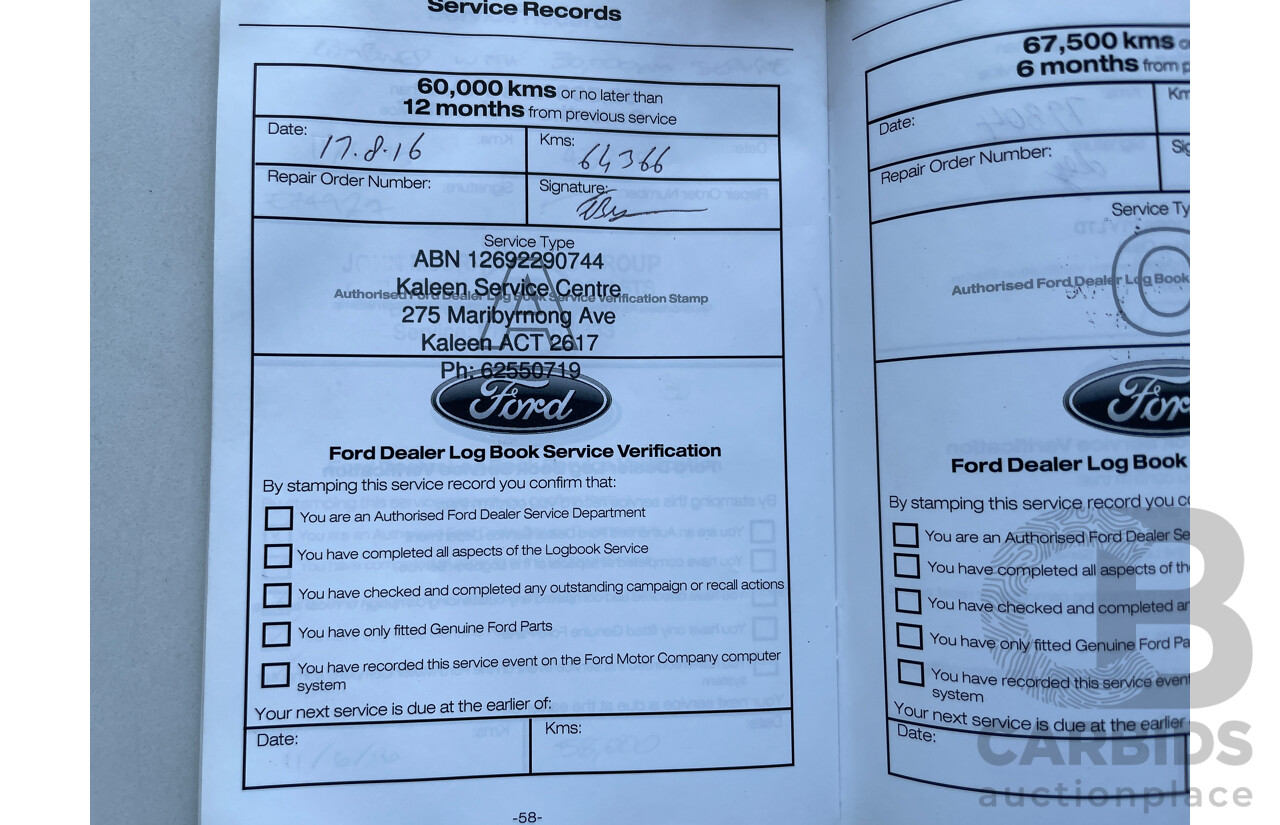 Service Records
60,000 kms or no later than
12 months from previous service
Date: 17.8.16
Kms: 64366
Repair Order Number:
Signature:
Service Type
ABN 12692290744
Kaleen Service Centre
Authorised Ford Dealer Log Book Service Verification Stamp
275 Maribyrnong Ave
A
Kaleen ACT 2617
Ph: 62550719
Ford
Ford Dealer Log Book Service Verification
By stamping this service record you confirm that:
You are an Authorised Ford Dealer Service Department
You have completed all aspects of the Logbook Service
You have checked and completed any outstanding campaign or recall actions
You have only fitted Genuine Ford Parts
You have recorded this service event on the Ford Motor Company computer
system
Your next service is due at the earlier of:
Date:
Kms:
-58-
67,500 kms
6 months from
Date:
Repair Order Number:
Service Ty
Authorised Ford Dealer Log Book
Ford Dealer Log Book
By stamping this service record you
You are an Authorised Ford Dealer Se
You have completed all aspects of th
You have checked and completed an
You have only fitted Genuine Ford Pa
You have recorded this service event
system
Your next service is due at the earlier
Date:
CB
CARBIDS
auctionplace